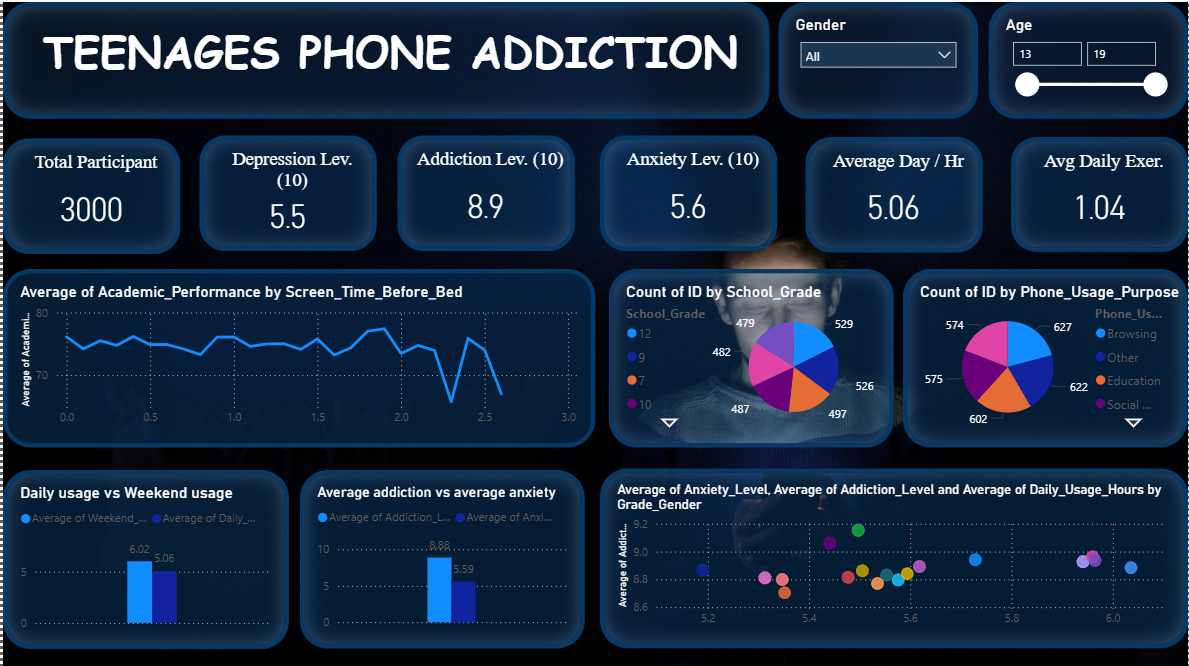 TEENAGES PHONE ADDICTION
Gender
All
Age
13
19
Total Participant
3000
Depression Lev.
(10)
5.5
Addiction Lev. (10)
8.9
Anxiety Lev. (10)
5.6
Average Day / Hr
5.06
Avg Daily Exer.
1.04
Average of Academic_Performance by Screen_Time_Before_Bed
Average of Academi...
80
70
0.0
0.5
1.0
1.5
2.0
2.5
3.0
Count of ID by School_Grade
School_Grade
12
9
7
10
529
526
497
487
482
479
Count of ID by Phone_Usage_Purpose
Phone_Us...
Browsing
Other
Education
Social ...
627
622
602
575
574
Daily usage vs Weekend usage
Average of Weekend_...
Average of Daily_...
5
0
6.02
5.06
Average addiction vs average anxiety
Average of Addiction_L...
Average of Anxi...
10
5
0
8.88
5.59
Average of Anxiety_Level, Average of Addiction_Level and Average of Daily_Usage_Hours by
Grade_Gender
Average of Addict...
9.2
9.0
8.8
8.6
5.2
5.4
5.6
5.8
6.0